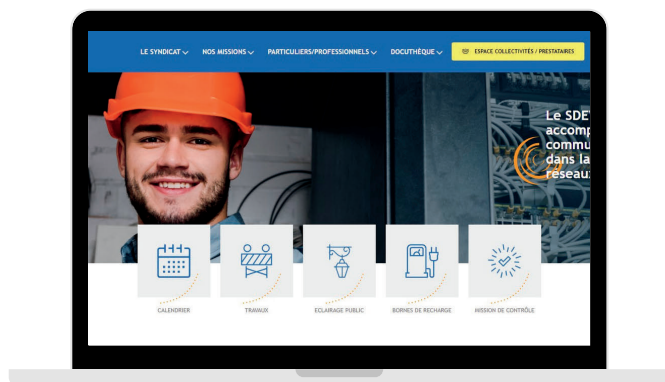 LE SYNDICAT
NOS MISSIONS
PARTICULIERS/PROFESSIONNELS
DOCUTHÈQUE
ESPACE COLLECTIVITÉS / PRESTATAIRES
Le SDE
accomp
commu
dans la
réseau
CALENDRIER
TRAVAUX
ECLAIRAGE PUBLIC
BORNES DE RECHARGE
MISSION DE CONTRÔLE